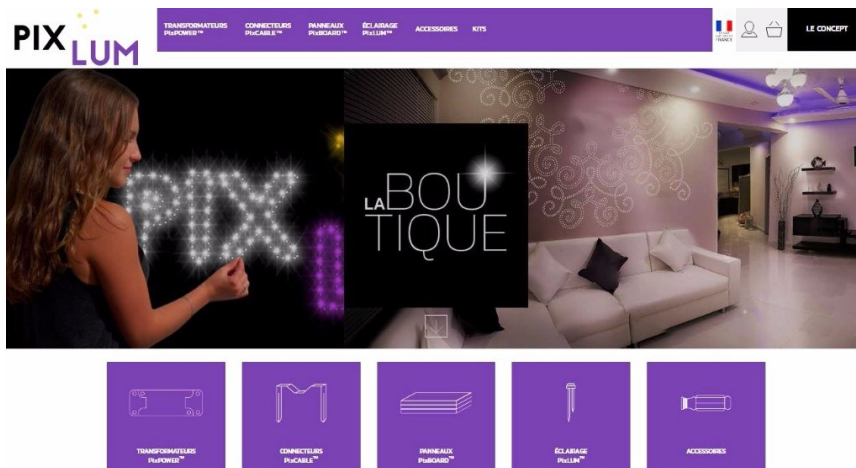 PIX
LUM
TRANSFORMATEURS
PixPOWER™
CONNECTEURS
PixCABLE™
PANNEAUX
PixBOARD™
ÉCLAIRAGE
PixLUM™
ACCESSOIRES
KITS
FRANCE
LE CONCEPT
PIX
LA BOU
TIQUE
TRANSFORMATEURS
PixPOWER™
CONNECTEURS
PixCABLE™
PANNEAUX
PixBOARD™
ÉCLAIRAGE
PixLUM™
ACCESSOIRES